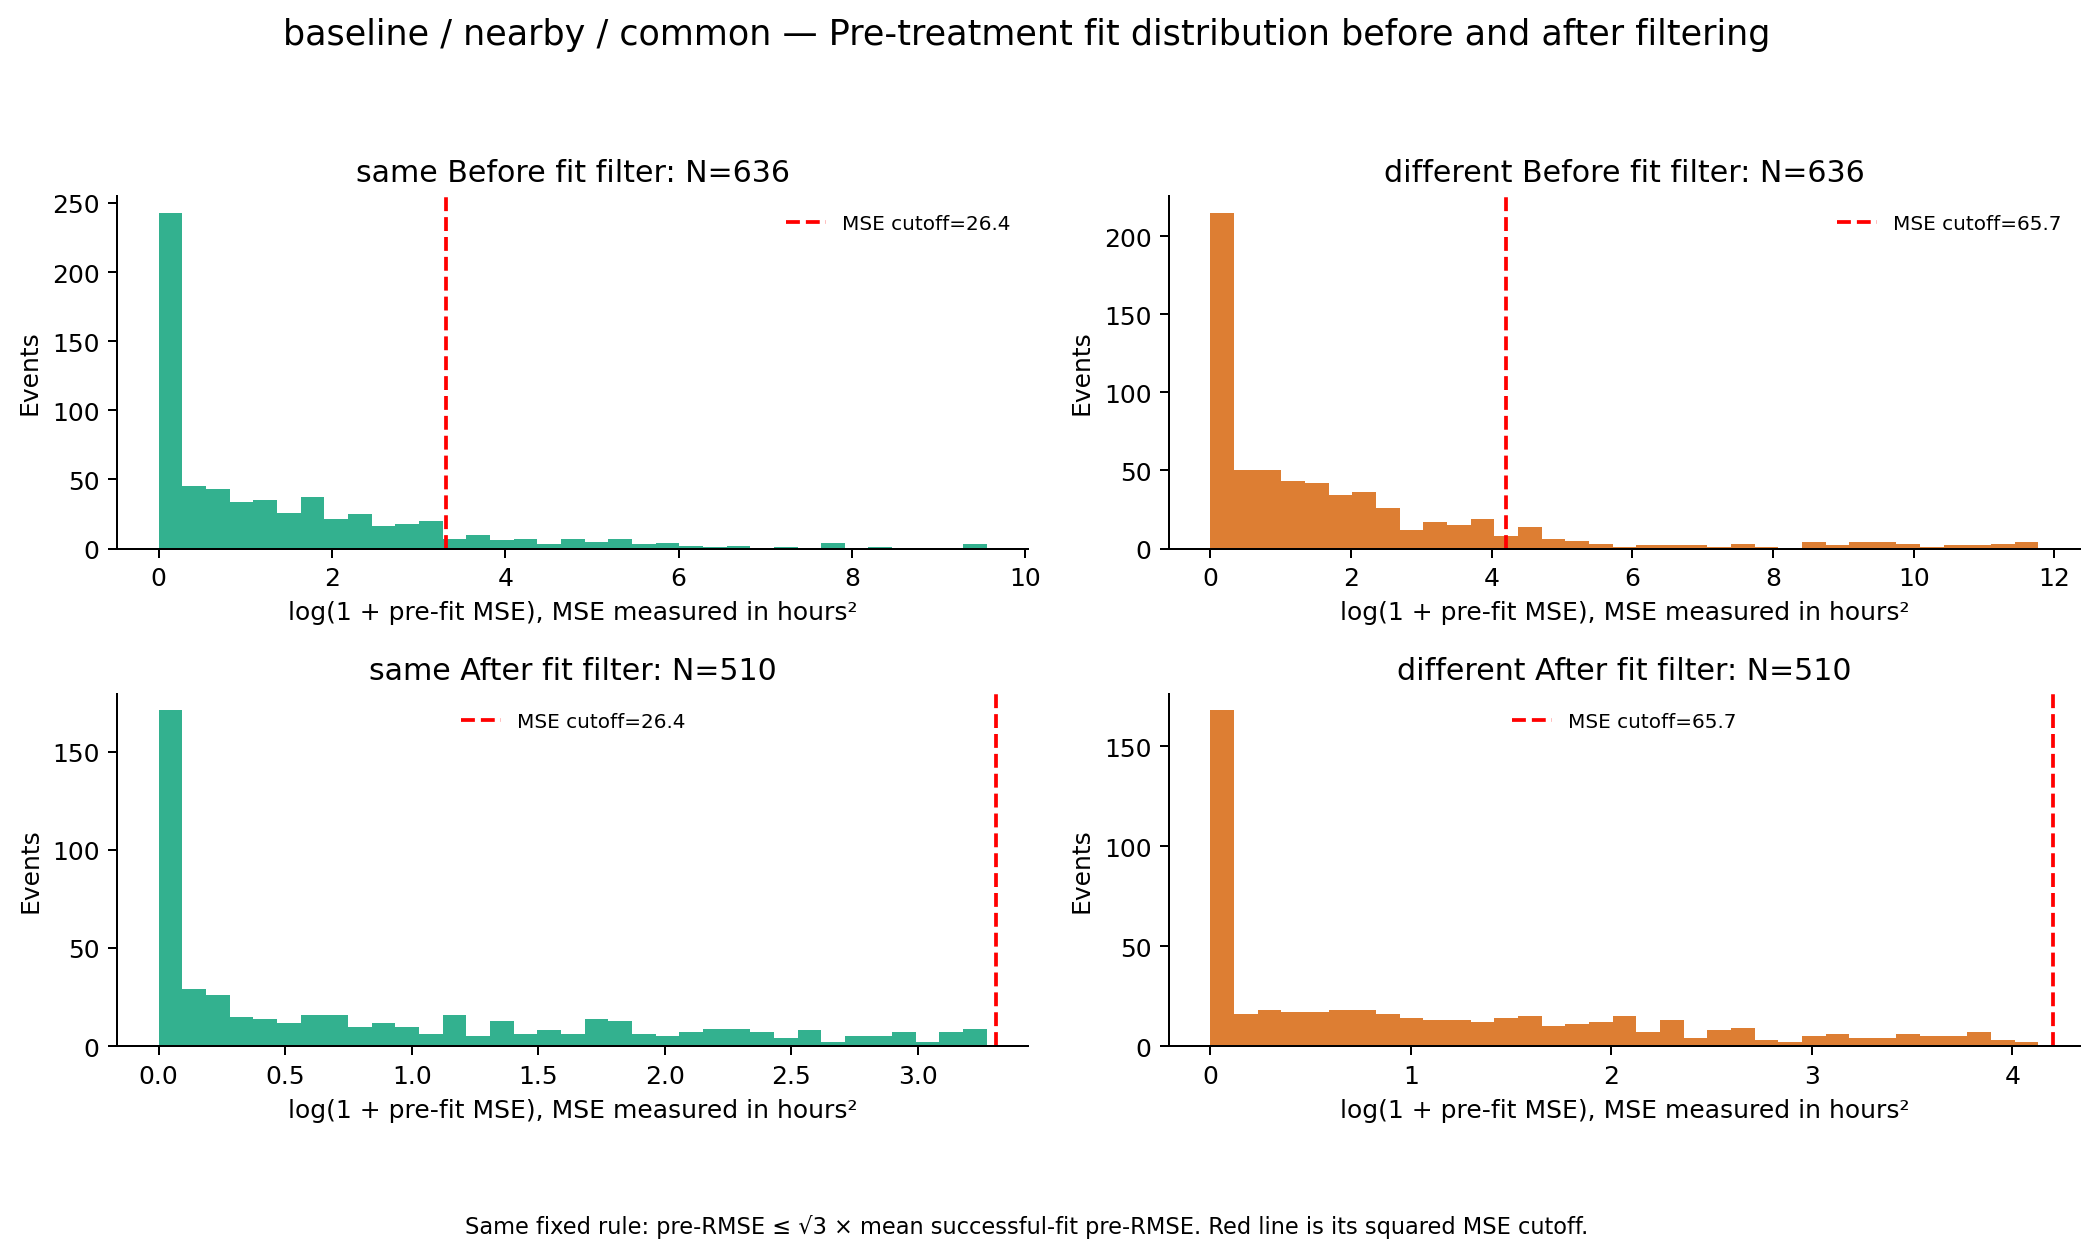 baseline / nearby / common — Pre-treatment fit distribution before and after filtering
same Before fit filter: N=636
250
200
150
100
50
0
Events
MSE cutoff=26.4
0 2 4 6 8 10
log(1 + pre-fit MSE), MSE measured in hours²
different Before fit filter: N=636
200
150
100
50
0
Events
MSE cutoff=65.7
0 2 4 6 8 10 12
log(1 + pre-fit MSE), MSE measured in hours²
same After fit filter: N=510
150
100
50
0
Events
MSE cutoff=26.4
0.0 0.5 1.0 1.5 2.0 2.5 3.0
log(1 + pre-fit MSE), MSE measured in hours²
different After fit filter: N=510
150
100
50
0
Events
MSE cutoff=65.7
0 1 2 3 4
log(1 + pre-fit MSE), MSE measured in hours²
Same fixed rule: pre-RMSE ≤ √3 × mean successful-fit pre-RMSE. Red line is its squared MSE cutoff.